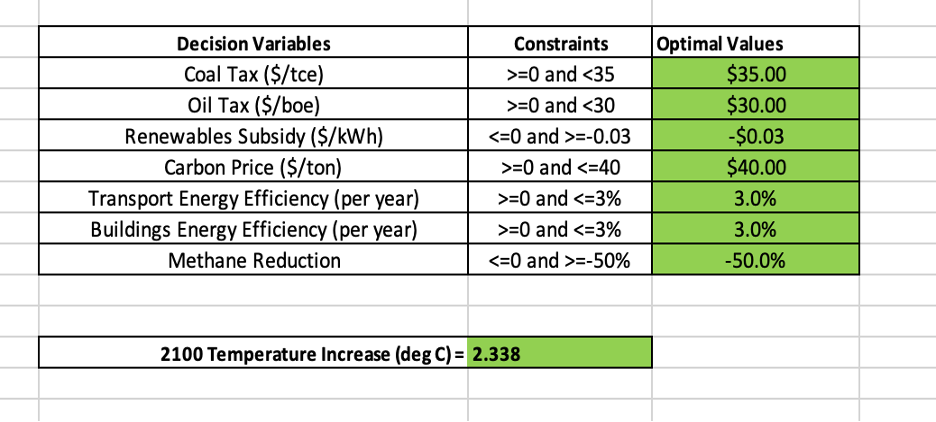 Decision Variables Constraints Optimal Values
Coal Tax ($/tce) >=0 and <35 $35.00
Oil Tax ($/boe) >=0 and <30 $30.00
Renewables Subsidy ($/kWh) <=0 and >=-0.03 -$0.03
Carbon Price ($/ton) >=0 and <=40 $40.00
Transport Energy Efficiency (per year) >=0 and <=3% 3.0%
Buildings Energy Efficiency (per year) >=0 and <=3% 3.0%
Methane Reduction <=0 and >=-50% -50.0%
2100 Temperature Increase (deg C) = 2.338